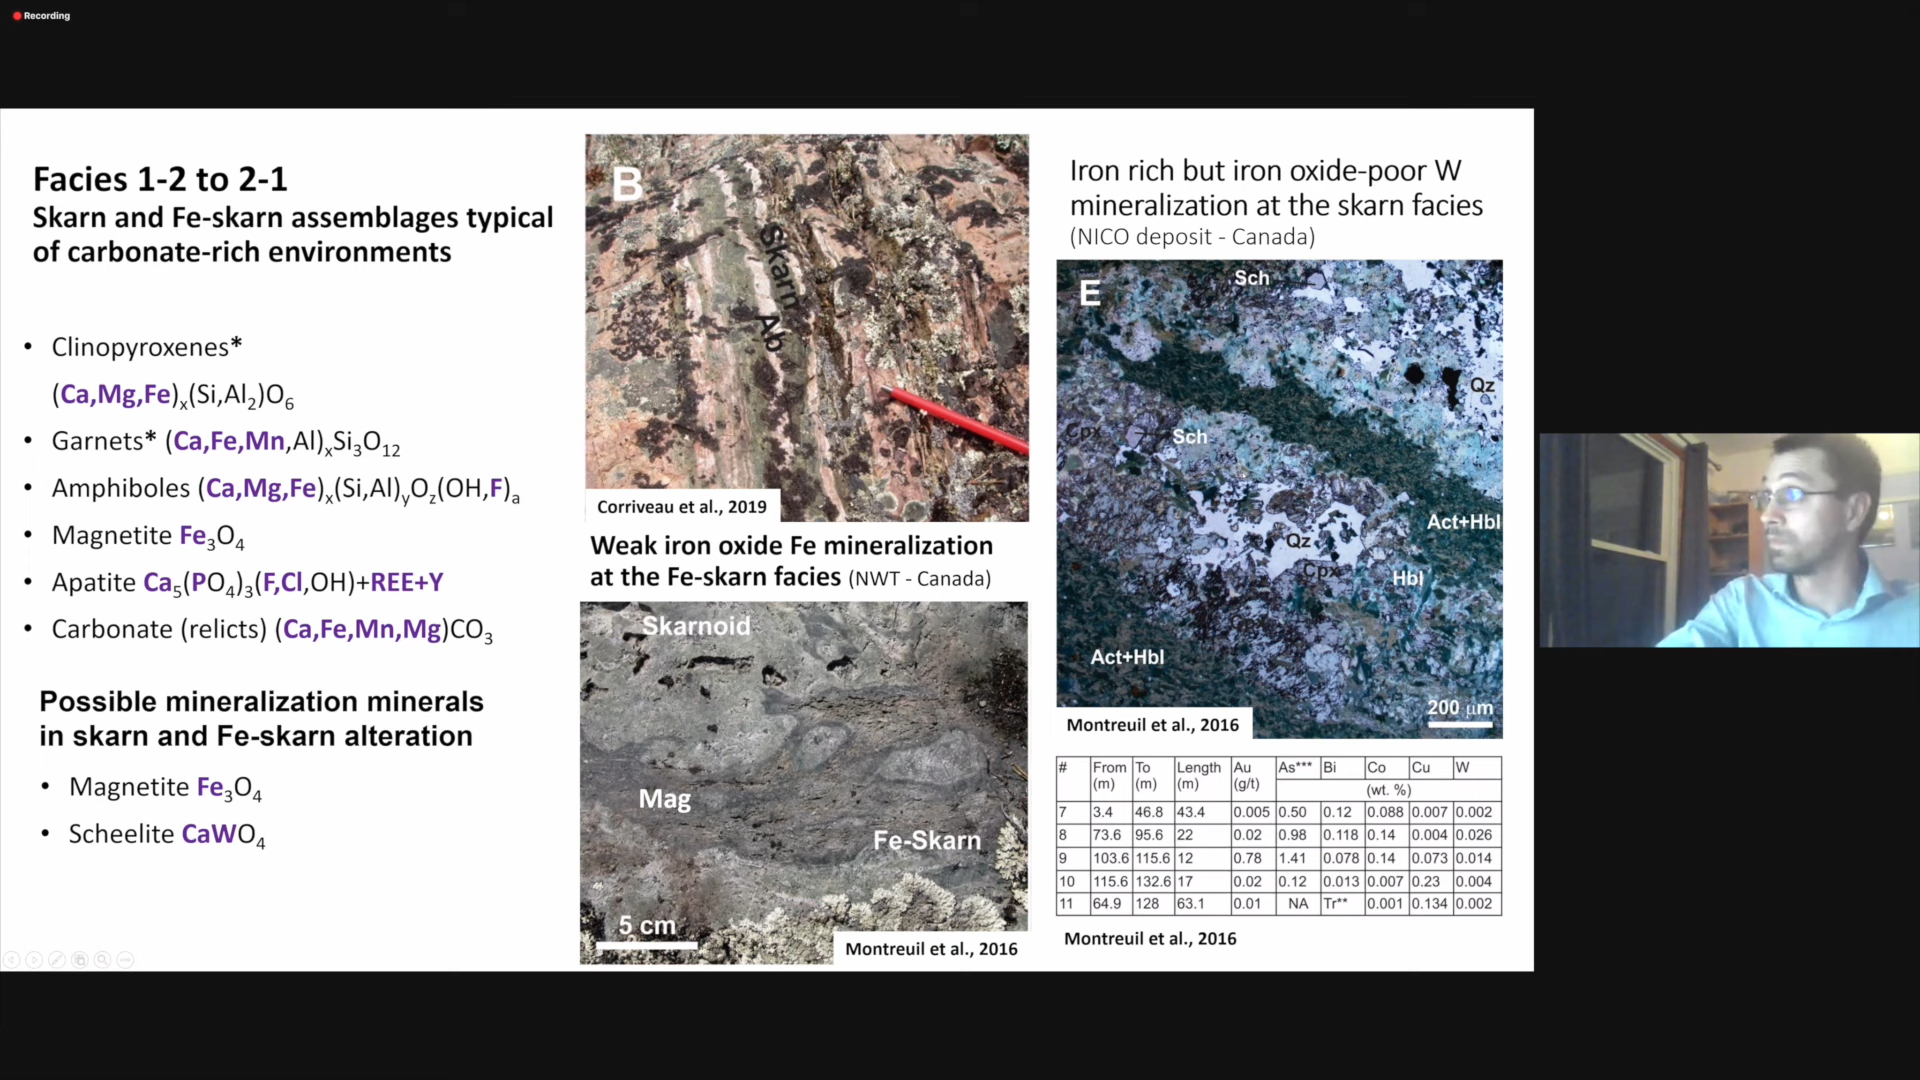 Recording
Facies 1-2 to 2-1
Skarn and Fe-skarn assemblages typical
of carbonate-rich environments
• Clinopyroxenes*
(Ca,Mg,Fe)x(Si,Al2)O6
• Garnets* (Ca,Fe,Mn,Al)xSi3O12
• Amphiboles (Ca,Mg,Fe)x(Si,Al)yOz(OH,F)a
• Magnetite Fe3O4
• Apatite Ca5(PO4)3(F,Cl,OH)+REE+Y
• Carbonate (relicts) (Ca,Fe,Mn,Mg)CO3
Possible mineralization minerals
in skarn and Fe-skarn alteration
• Magnetite Fe3O4
• Scheelite CaWO4
B
Skarn
Ab
Corriveau et al., 2019
Weak iron oxide Fe mineralization
at the Fe-skarn facies (NWT - Canada)
Skarnoid
Mag
Fe-Skarn
5 cm
Montreuil et al., 2016
Iron rich but iron oxide-poor W
mineralization at the skarn facies
(NICO deposit - Canada)
E
Sch
Qz
Cpx
Sch
Act+Hbl
Qz
Cpx
Hbl
Act+Hbl
200 µm
Montreuil et al., 2016
# From To Length Au As*** Bi Co Cu W
(m) (m) (m) (g/t) (wt. %)
7 3.4 46.8 43.4 0.005 0.50 0.12 0.088 0.007 0.002
8 73.6 95.6 22 0.02 0.98 0.118 0.14 0.004 0.026
9 103.6 115.6 12 0.78 1.41 0.078 0.14 0.073 0.014
10 115.6 132.6 17 0.02 0.12 0.013 0.007 0.23 0.004
11 64.9 128 63.1 0.01 NA Tr** 0.001 0.134 0.002
Montreuil et al., 2016